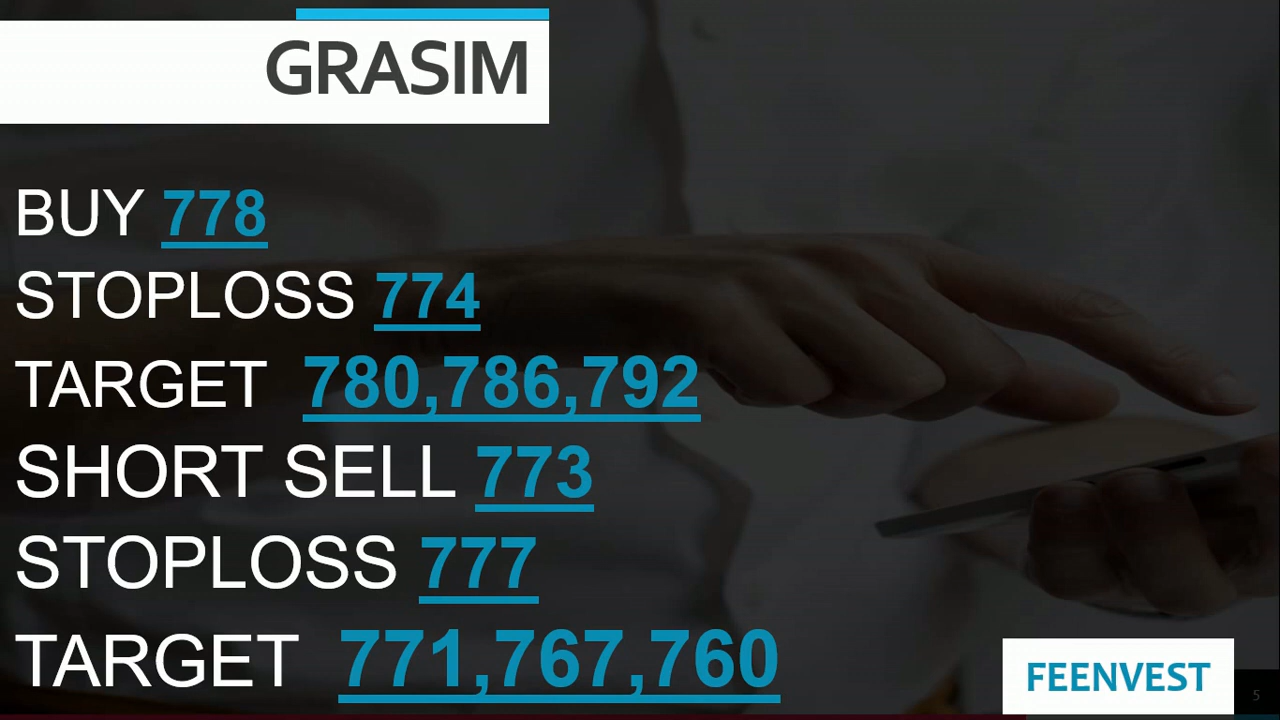 GRASIM
BUY 778
STOPLOSS 774
TARGET 780,786,792
SHORT SELL 773
STOPLOSS 777
TARGET 771,767,760
FEENVEST
5